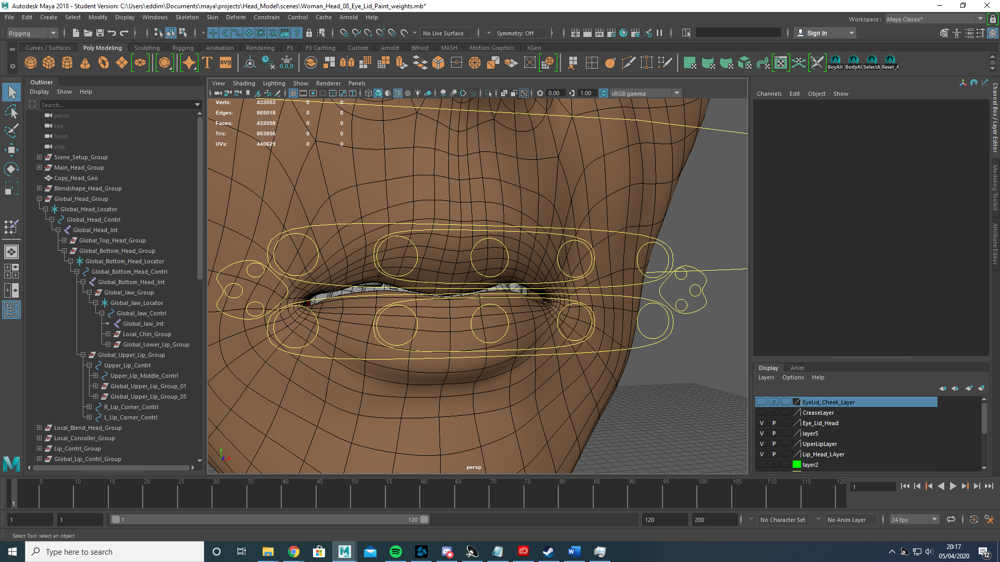 Autodesk Maya 2018 - Student Version: C:\Users\eddim\Documents\maya\projects\Head_Model\scenes\Woman_Head_08_Eye_Lid_Paint_weights.mb*
File Edit Create Select Modify Display Windows Skeleton Skin Deform Constrain Control Cache Arnold Help
Workspace : Maya Classic*
Rigging No Live Surface Symmetry: Off Sign In
Curves / Surfaces Poly Modeling Sculpting Rigging Animation Rendering FX FX Caching Custom Arnold Bifrost MASH Motion Graphics XGen
T svg 0,0,0 IPR BoyAll BodyAl SelectA Reset_A
Outliner
Display Show Help
Search...
persp
top
front
side
Scene_Setup_Group
Main_Head_Group
Copy_Head_Geo
Blendshape_Head_Group
Global_Head_Group
Global_Head_Locator
Global_Head_Contrl
Global_Head_Jnt
Global_Top_Head_Group
Global_Bottom_Head_Group
Global_Bottom_Head_Locator
Global_Bottom_Head_Contrl
Global_Bottom_Head_Jnt
Global_Jaw_Group
Global_Jaw_Locator
Global_Jaw_Contrl
Global_Jaw_Jnt
Local_Chin_Group
Global_Lower_Lip_Group
Global_Upper_Lip_Group
Upper_Lip_Contrl
Upper_Lip_Middle_Contrl
Global_Upper_Lip_Group_01
Global_Upper_Lip_Group_05
R_Lip_Corner_Contrl
L_Lip_Corner_Contrl
Local_Blend_Head_Group
Local_Conroller_Group
Lip_Contrl_Group
Global_Lip_Contrl_Group
View Shading Lighting Show Renderer Panels
0.00 1.00 ON sRGB gamma
Verts: 433053 0 0
Edges: 865018 0 0
Faces: 432058 0 0
Tris: 863856 0 0
UVs: 440629 0 0
y
z x
persp
Channels Edit Object Show
Channel Box / Layer Editor
Modeling Toolkit
Attribute Editor
Display Anim
Layers Options Help
P EyeLid_Cheek_Layer
P CreaseLayer
V P Eye_Lid_Head
V P layer5
V P UperLipLayer
V P Lip_Head_LAyer
P layer2
5 10 15 20 25 30 35 40 45 50 55 60 65 70 75 80 85 90 95 100 105 110 115 120
1
1
1 1 1 120 120 200 No Character Set No Anim Layer 24 fps
Select Tool: select an object
Type here to search
20:17
05/04/2020
12